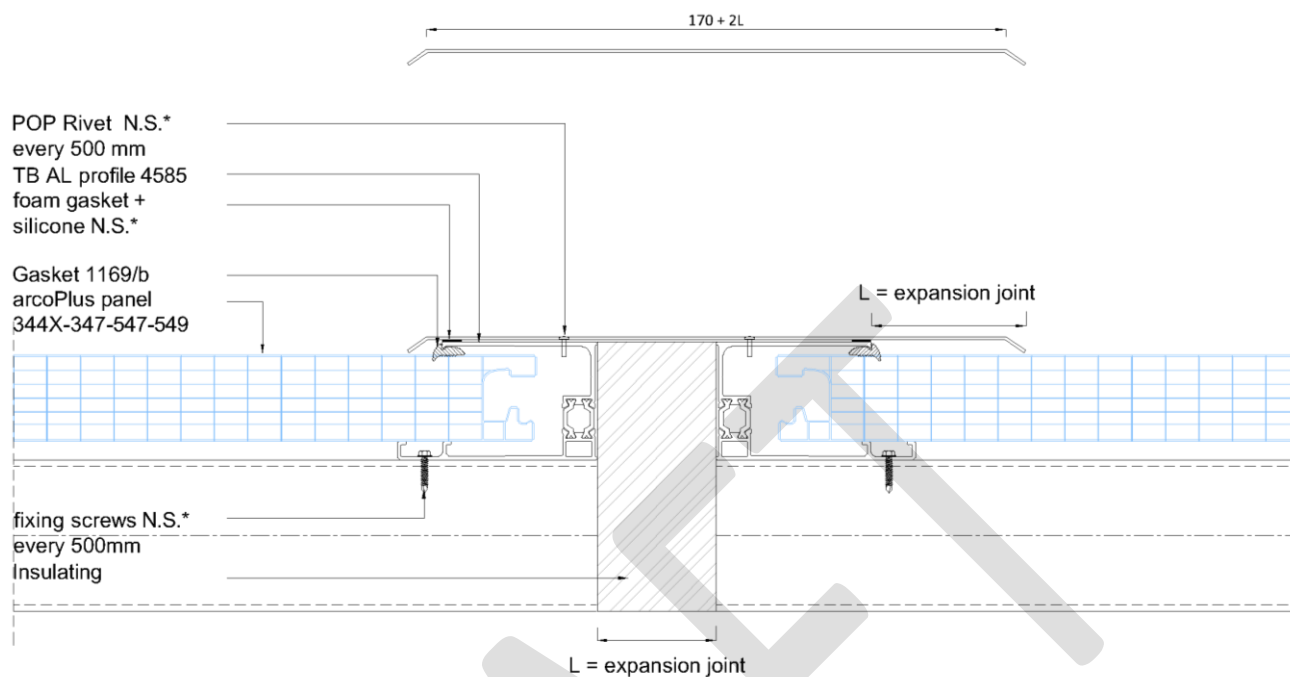 170 + 2L
POP Rivet N.S.*
every 500 mm
TB AL profile 4585
foam gasket +
silicone N.S.*
Gasket 1169/b
arcoPlus panel
344X-347-547-549
L = expansion joint
fixing screws N.S.*
every 500mm
Insulating
L = expansion joint